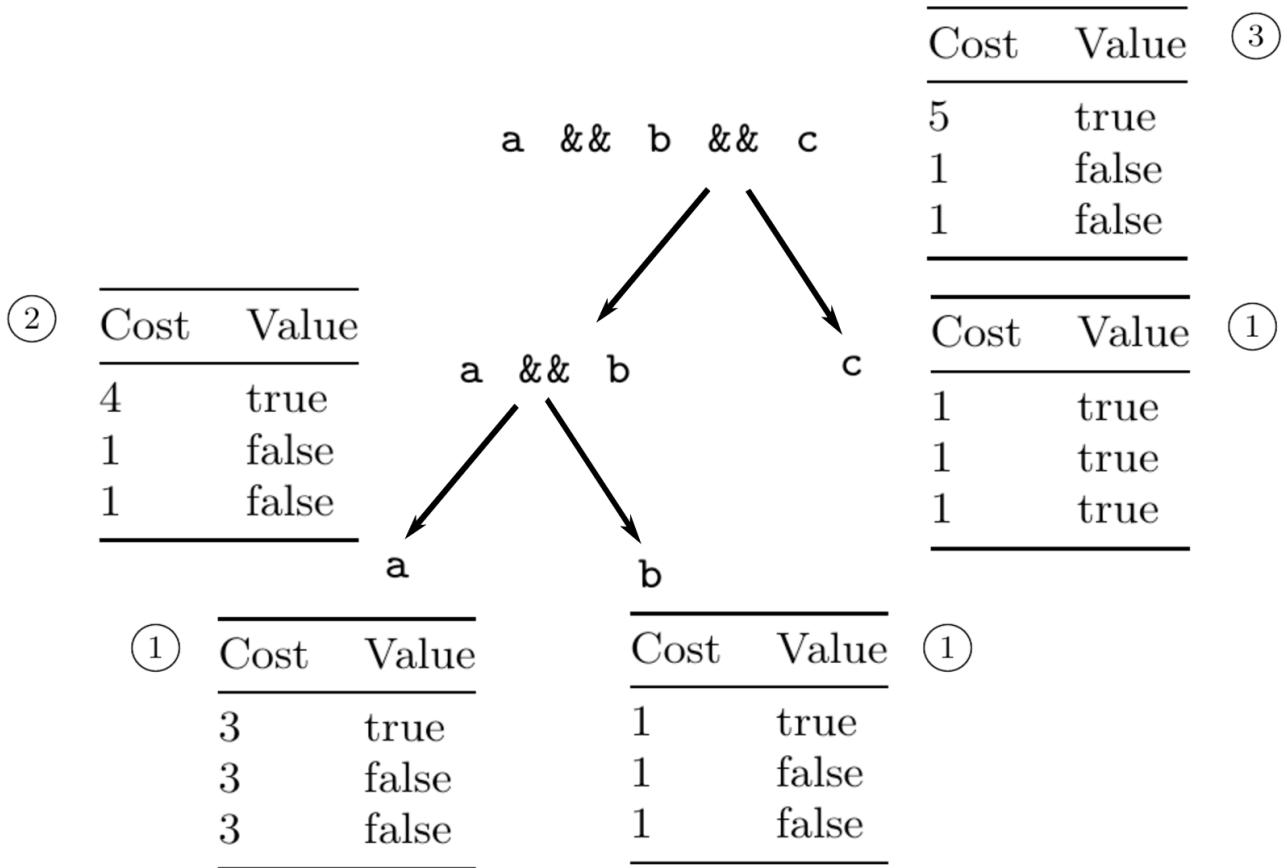 Cost Value ③
5 true
1 false
1 false
a && b && c
② Cost Value
4 true
1 false
1 false
a && b
c
Cost Value ①
1 true
1 true
1 true
a
① Cost Value
3 true
3 false
3 false
b
Cost Value ①
1 true
1 false
1 false